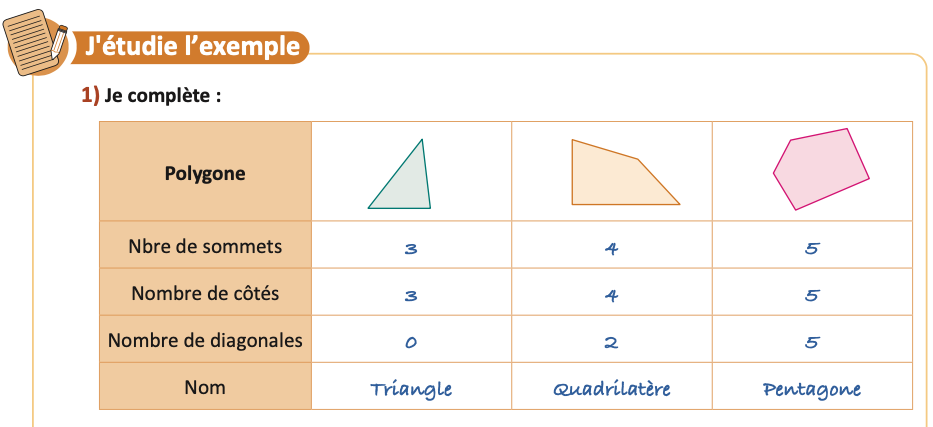 J'étudie l'exemple
1) Je complète :
Polygone
Nbre de sommets 3 4 5
Nombre de côtés 3 4 5
Nombre de diagonales 0 2 5
Nom Triangle Quadrilatère Pentagone